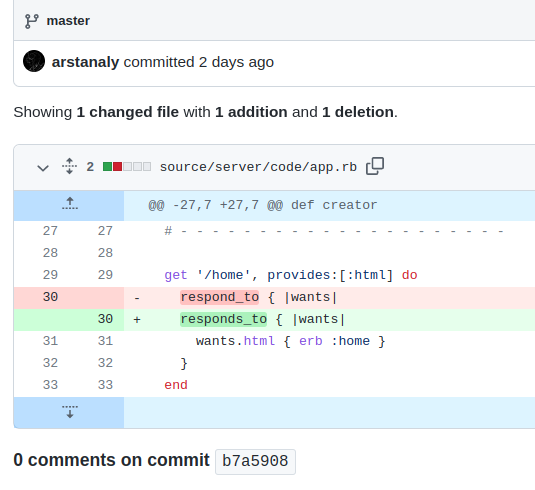 master
arstanaly committed 2 days ago
Showing 1 changed file with 1 addition and 1 deletion.
2 source/server/code/app.rb
@@ -27,7 +27,7 @@ def creator
27 27 # - - - - - - - - - - - - - - - - - - - - -
28 28
29 29 get '/home', provides:[:html] do
30 - respond_to { |wants|
30 + responds_to { |wants|
31 31 wants.html { erb :home }
32 32 }
33 33 end
0 comments on commit b7a5908